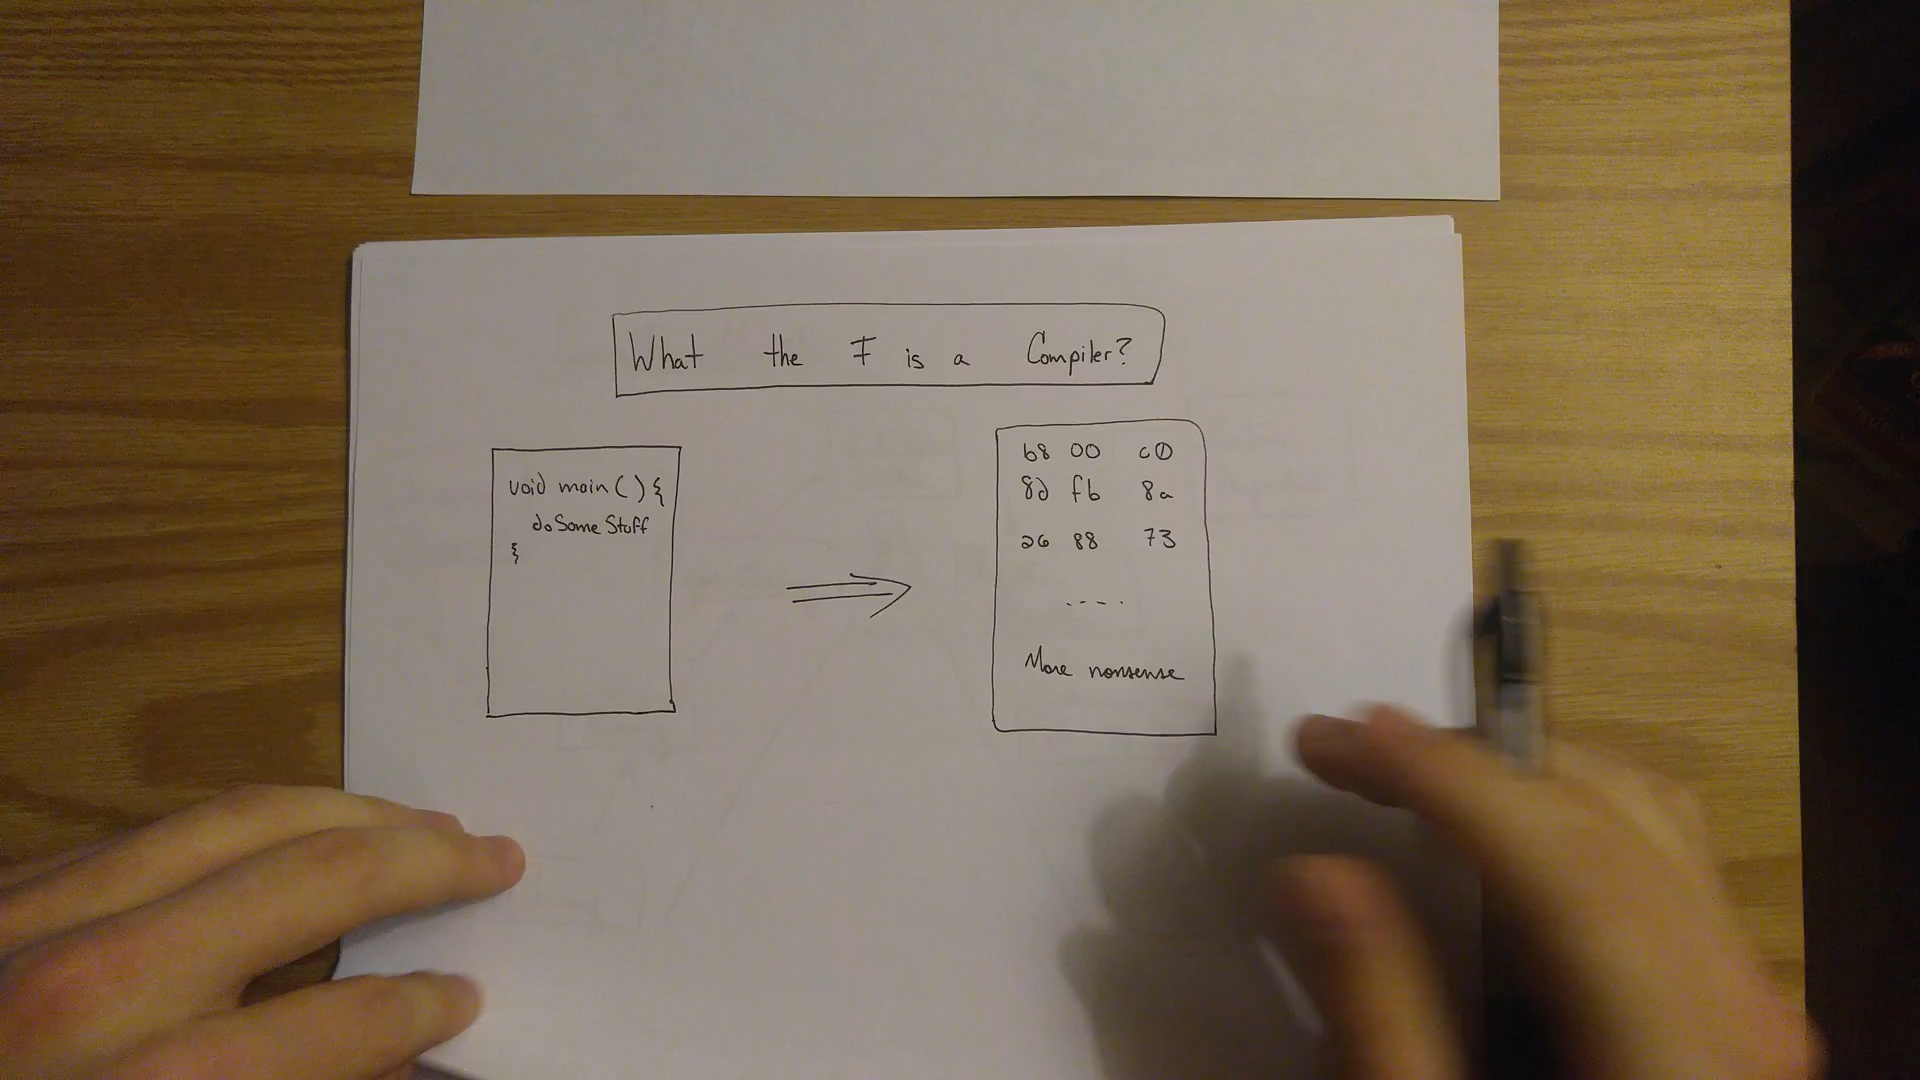 What the F is a Compiler?
void main () {
do Some Stuff
{
b8 00 c0
8d fb 8a
26 88 73
....
More nonsense